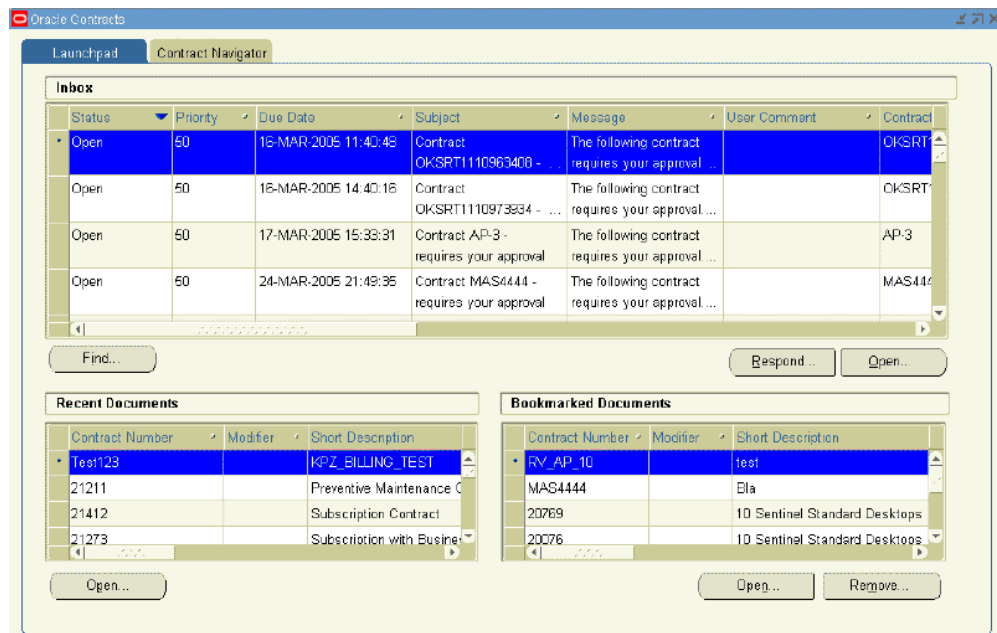 Oracle Contracts
Launchpad Contract Navigator
Inbox
Status Priority Due Date Subject Message User Comment Contract
Open 50 16-MAR-2005 11:40:48 Contract The following contract OKSRT1
OKSRT1110963408 - ... requires your approval ...
Open 50 16-MAR-2005 14:40:16 Contract The following contract OKSRT1
OKSRT1110973934 - ... requires your approval....
Open 50 17-MAR-2005 15:33:31 Contract AP-3 - The following contract AP-3
requires your approval requires your approval....
Open 50 24-MAR-2005 21:49:35 Contract MAS4444 - The following contract MAS444
requires your approval requires your approval....
Find...
Respond... Open...
Recent Documents Bookmarked Documents
Contract Number Modifier Short Description Contract Number Modifier Short Description
Test123 KPZ_BILLING_TEST RV_AP_10 test
21211 Preventive Maintenance C MAS4444 Bla
21412 Subscription Contract 20769 10 Sentinel Standard Desktops
21273 Subscription with Busine 20076 10 Sentinel Standard Desktops
Open... Open... Remove...